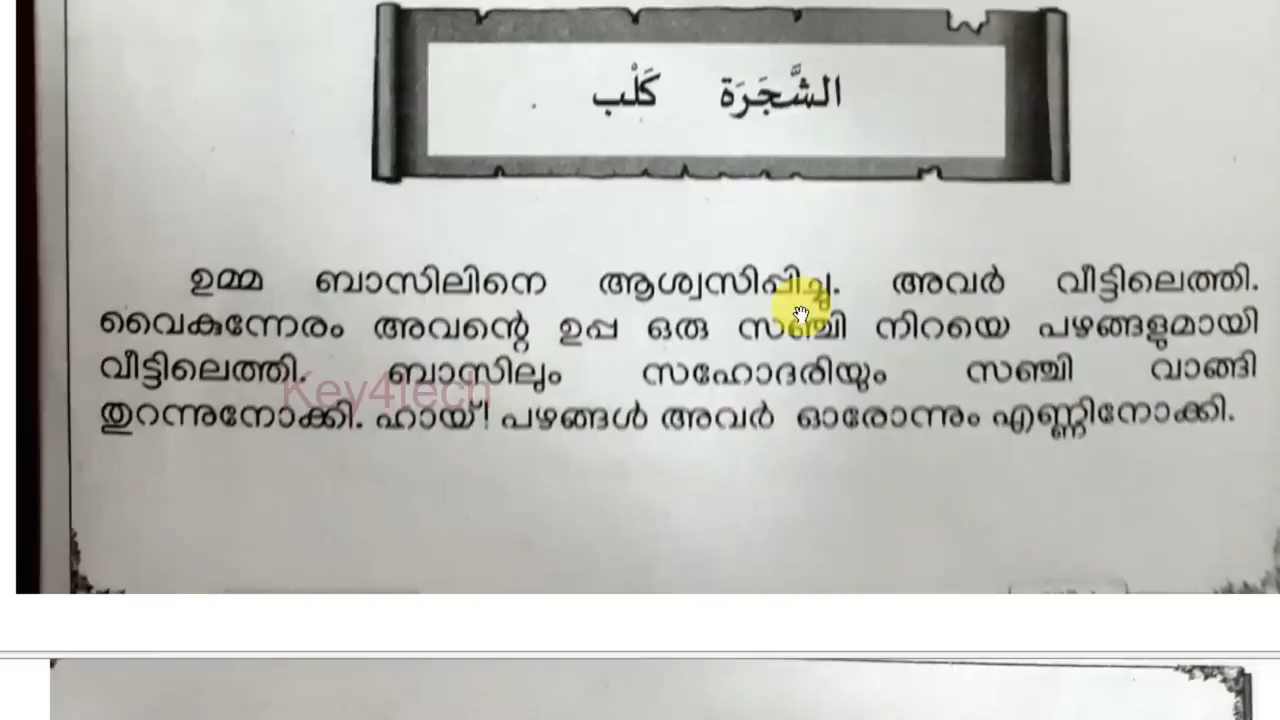 الشَّجَرَة كَلْب
ഉമ്മ ബാസിലിനെ ആശ്വസിപ്പിച്ചു. അവർ വീട്ടിലെത്തി.
വൈകുന്നേരം അവന്റെ ഉപ്പ ഒരു സഞ്ചി നിറയെ പഴങ്ങളുമായി
വീട്ടിലെത്തി. ബാസിലും സഹോദരിയും സഞ്ചി വാങ്ങി
തുറന്നുനോക്കി. ഹായ്! പഴങ്ങൾ അവർ ഓരോന്നും എണ്ണിനോക്കി.
Key4tech